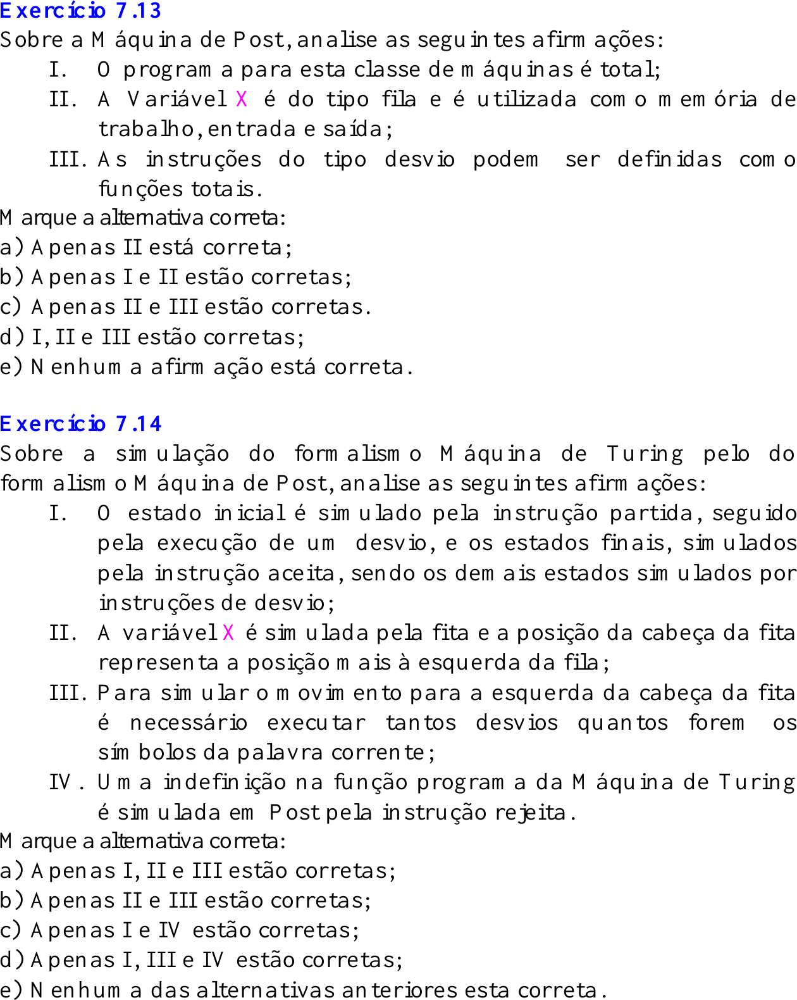 Exercício 7.13
Sobre a Máquina de Post, analise as seguintes afirmações:
I. O programa para esta classe de máquinas é total;
II. A Variável X é do tipo fila e é utilizada como memória de
trabalho, entrada e saída;
III. As instruções do tipo desvio podem ser definidas como
funções totais.
Marque a alternativa correta:
a) Apenas II está correta;
b) Apenas I e II estão corretas;
c) Apenas II e III estão corretas.
d) I, II e III estão corretas;
e) Nenhuma afirmação está correta.
Exercício 7.14
Sobre a simulação do formalismo Máquina de Turing pelo do
formalismo Máquina de Post, analise as seguintes afirmações:
I. O estado inicial é simulado pela instrução partida, seguido
pela execução de um desvio, e os estados finais, simulados
pela instrução aceita, sendo os demais estados simulados por
instruções de desvio;
II. A variável X é simulada pela fita e a posição da cabeça da fita
representa a posição mais à esquerda da fila;
III. Para simular o movimento para a esquerda da cabeça da fita
é necessário executar tantos desvios quantos forem os
símbolos da palavra corrente;
IV. Uma indefinição na função programa da Máquina de Turing
é simulada em Post pela instrução rejeita.
Marque a alternativa correta:
a) Apenas I, II e III estão corretas;
b) Apenas II e III estão corretas;
c) Apenas I e IV estão corretas;
d) Apenas I, III e IV estão corretas;
e) Nenhuma das alternativas anteriores esta correta.